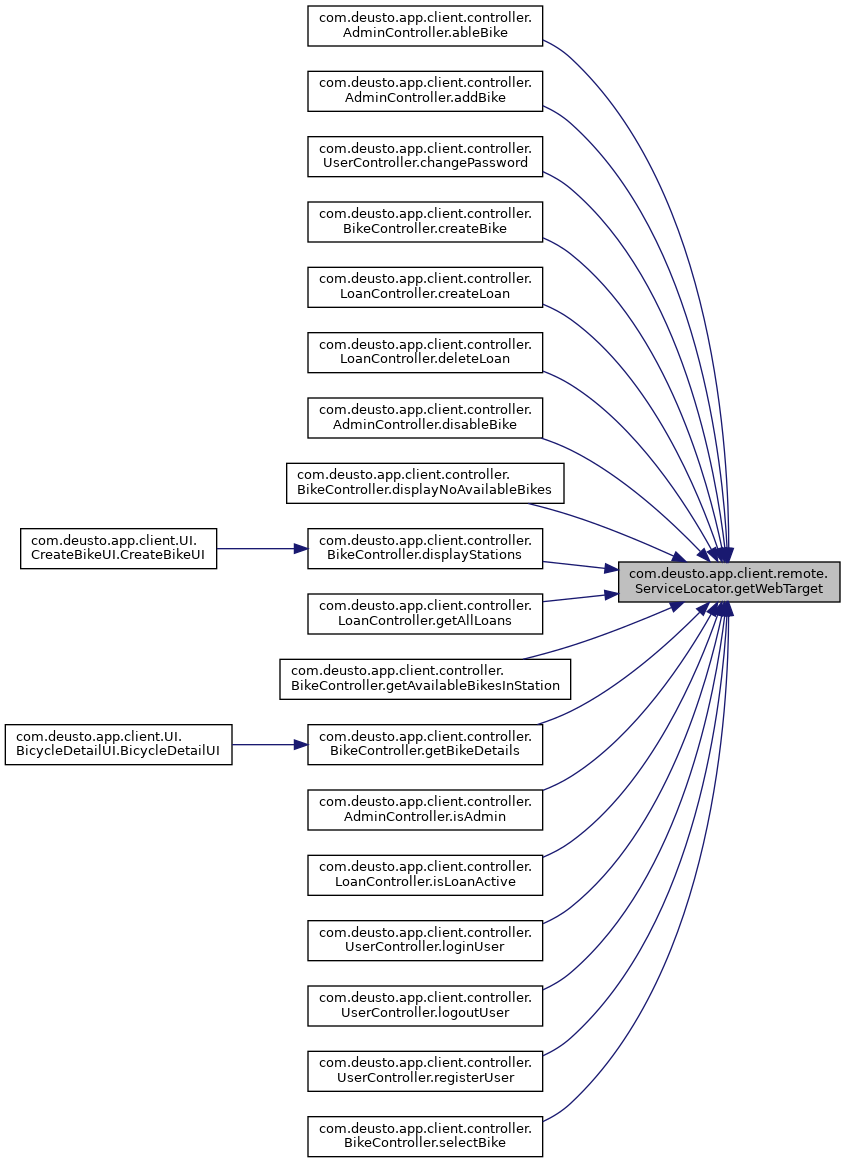 com.deusto.app.client.controller.
AdminController.ableBike
com.deusto.app.client.controller.
AdminController.addBike
com.deusto.app.client.controller.
UserController.changePassword
com.deusto.app.client.controller.
BikeController.createBike
com.deusto.app.client.controller.
LoanController.createLoan
com.deusto.app.client.controller.
LoanController.deleteLoan
com.deusto.app.client.controller.
AdminController.disableBike
com.deusto.app.client.controller.
BikeController.displayNoAvailableBikes
com.deusto.app.client.UI.
CreateBikeUI.CreateBikeUI
com.deusto.app.client.controller.
BikeController.displayStations
com.deusto.app.client.remote.
ServiceLocator.getWebTarget
com.deusto.app.client.controller.
LoanController.getAllLoans
com.deusto.app.client.controller.
BikeController.getAvailableBikesInStation
com.deusto.app.client.UI.
BicycleDetailUI.BicycleDetailUI
com.deusto.app.client.controller.
BikeController.getBikeDetails
com.deusto.app.client.controller.
AdminController.isAdmin
com.deusto.app.client.controller.
LoanController.isLoanActive
com.deusto.app.client.controller.
UserController.loginUser
com.deusto.app.client.controller.
UserController.logoutUser
com.deusto.app.client.controller.
UserController.registerUser
com.deusto.app.client.controller.
BikeController.selectBike